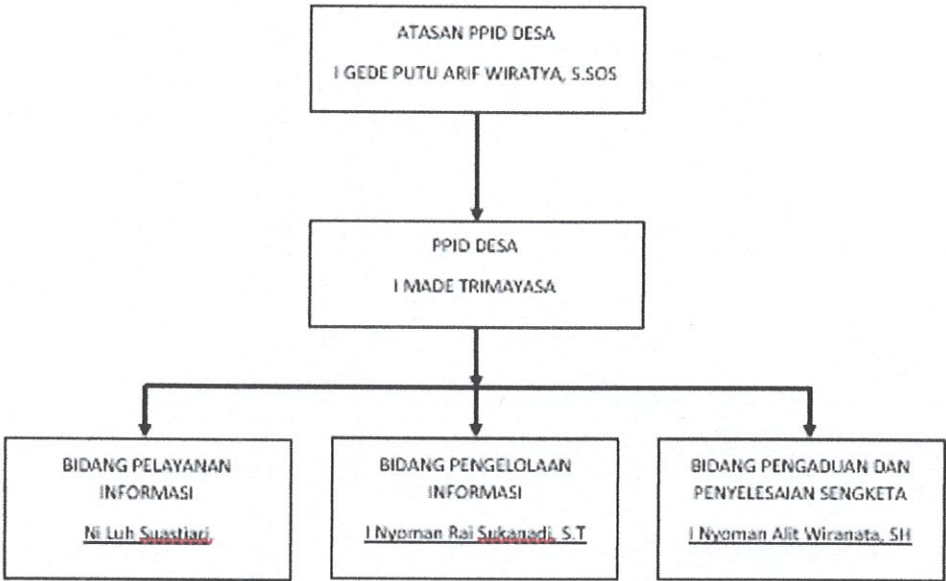 ATASAN PPID DESA
I GEDE PUTU ARIF WIRATYA, S.SOS
PPID DESA
I MADE TRIMAYASA
BIDANG PELAYANAN
INFORMASI
Ni Luh Suastiari
BIDANG PENGELOLAAN
INFORMASI
I Nyoman Rai Sukanadi, S.T
BIDANG PENGADUAN DAN
PENYELESAIAN SENGKETA
I Nyoman Alit Wiranata, SH